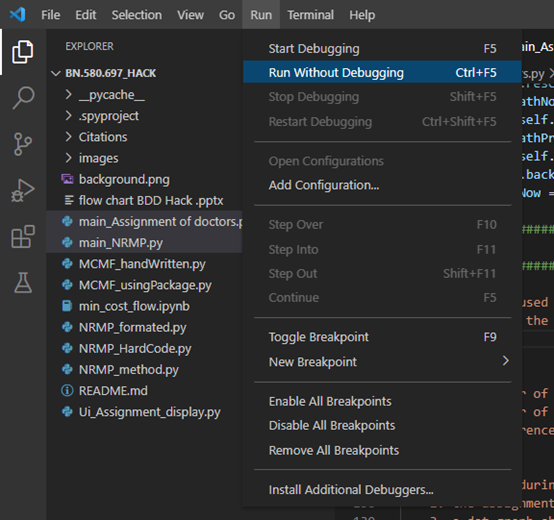 File Edit Selection View Go Run Terminal Help
EXPLORER
BN.580.697_HACK
__pycache__
.spyproject
Citations
images
background.png
flow chart BDD Hack .pptx
main_Assignment of doctors.p
main_NRMP.py
MCMF_handWritten.py
MCMF_usingPackage.py
min_cost_flow.ipynb
NRMP_formated.py
NRMP_HardCode.py
NRMP_method.py
README.md
Ui_Assignment_display.py
Start Debugging F5
Run Without Debugging Ctrl+F5
Stop Debugging Shift+F5
Restart Debugging Ctrl+Shift+F5
Open Configurations
Add Configuration...
Step Over F10
Step Into F11
Step Out Shift+F11
Continue F5
Toggle Breakpoint F9
New Breakpoint
Enable All Breakpoints
Disable All Breakpoints
Remove All Breakpoints
Install Additional Debuggers...
ain_As
rs.py
athNo
elf.
athPr
elf.
.back
Now =
#####
#####
used
the
r of
r of
rence
durin